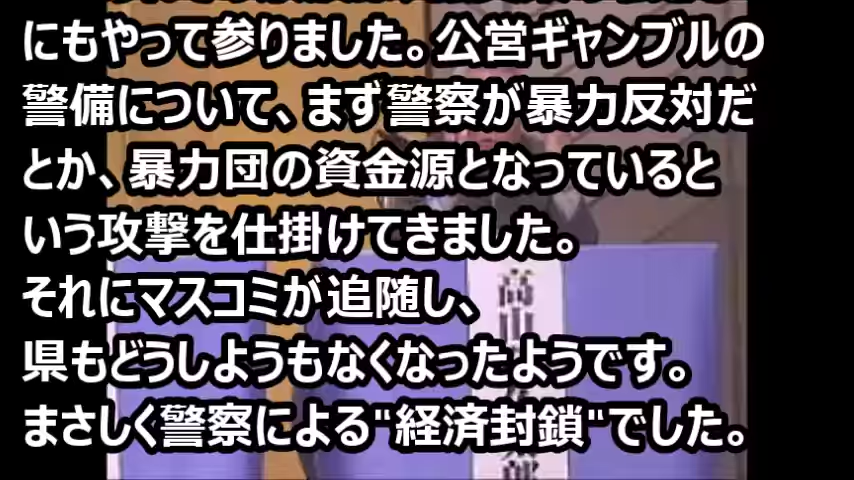 にもやって参りました。公営ギャンブルの
警備について、まず警察が暴力反対だ
とか、暴力団の資金源となっていると
いう攻撃を仕掛けてきました。
それにマスコミが追随し、
県もどうしようもなくなったようです。
まさしく警察による"経済封鎖"でした。
高山